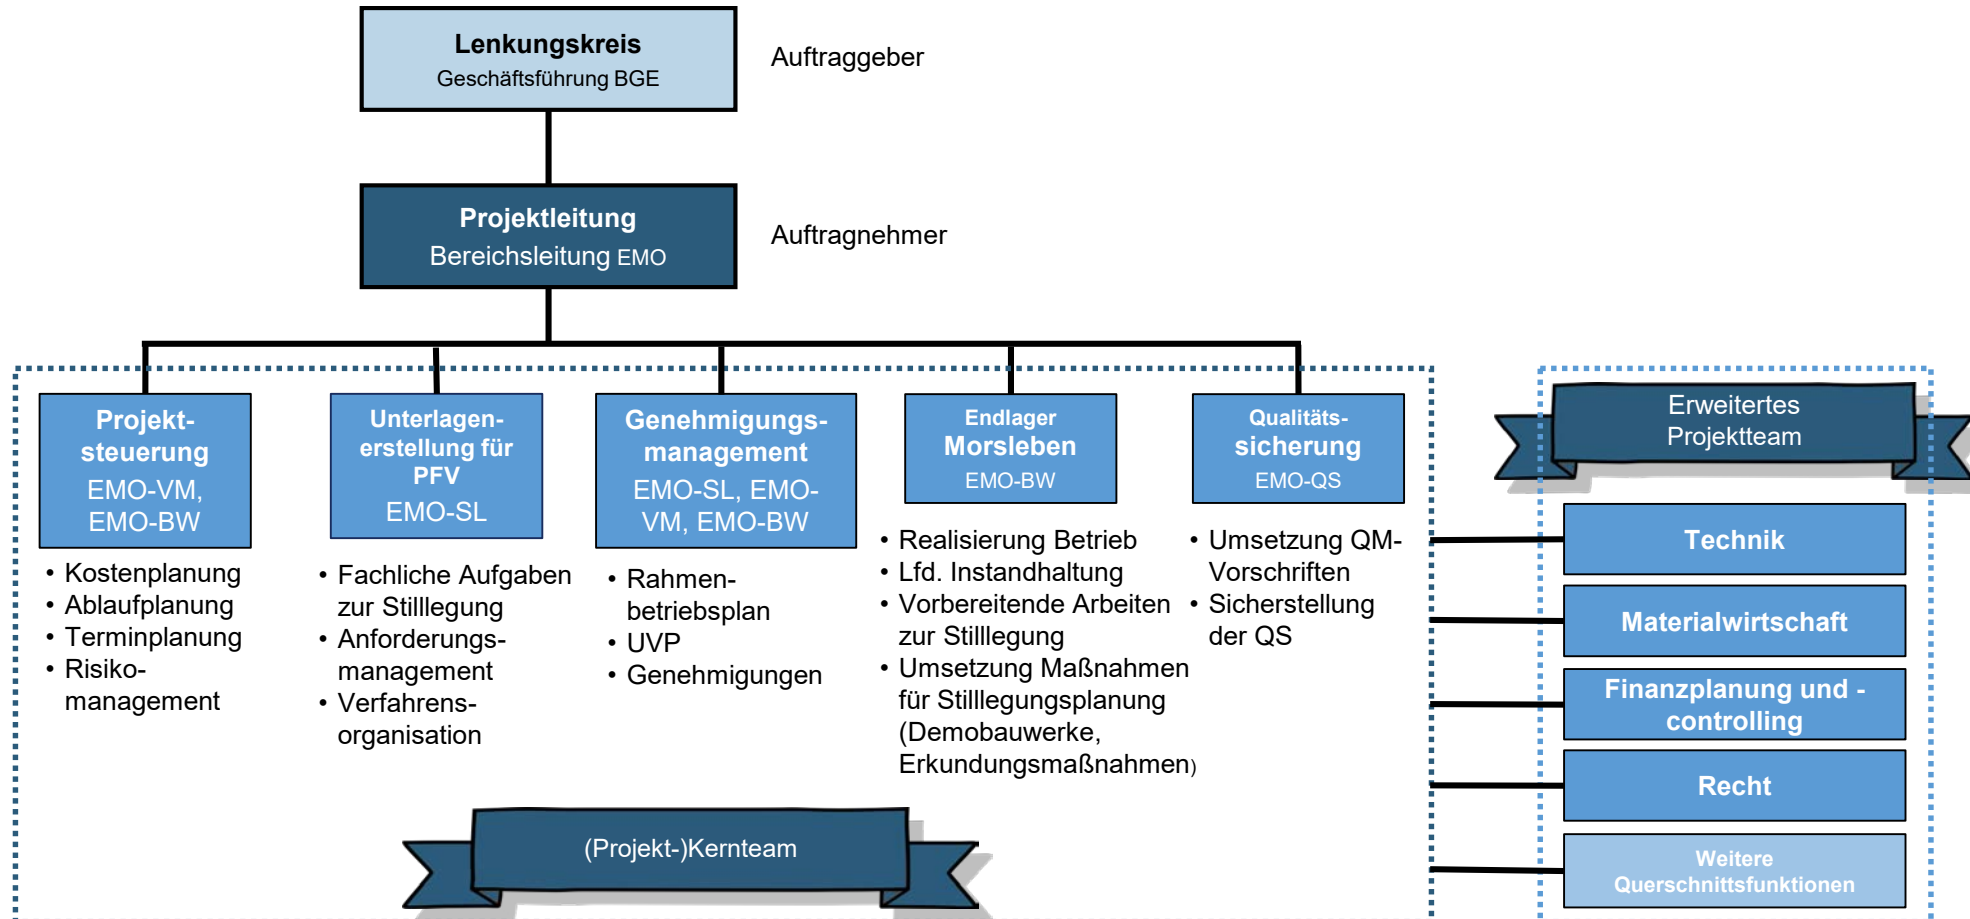 Lenkungskreis
Geschäftsführung BGE
Auftraggeber
Projektleitung
Bereichsleitung EMO
Auftragnehmer
Projekt-
steuerung
EMO-VM,
EMO-BW
• Kostenplanung
• Ablaufplanung
• Terminplanung
• Risiko-
management
Unterlagen-
erstellung für
PFV
EMO-SL
• Fachliche Aufgaben
zur Stilllegung
• Anforderungs-
management
• Verfahrens-
organisation
Genehmigungs-
management
EMO-SL, EMO-
VM, EMO-BW
• Rahmen-
betriebsplan
• UVP
• Genehmigungen
Endlager
Morsleben
EMO-BW
• Realisierung Betrieb
• Lfd. Instandhaltung
• Vorbereitende Arbeiten
zur Stilllegung
• Umsetzung Maßnahmen
für Stilllegungsplanung
(Demobauwerke,
Erkundungsmaßnahmen)
Qualitäts-
sicherung
EMO-QS
• Umsetzung QM-
Vorschriften
• Sicherstellung
der QS
(Projekt-)Kernteam
Erweitertes
Projektteam
Technik
Materialwirtschaft
Finanzplanung und -
controlling
Recht
Weitere
Querschnittsfunktionen